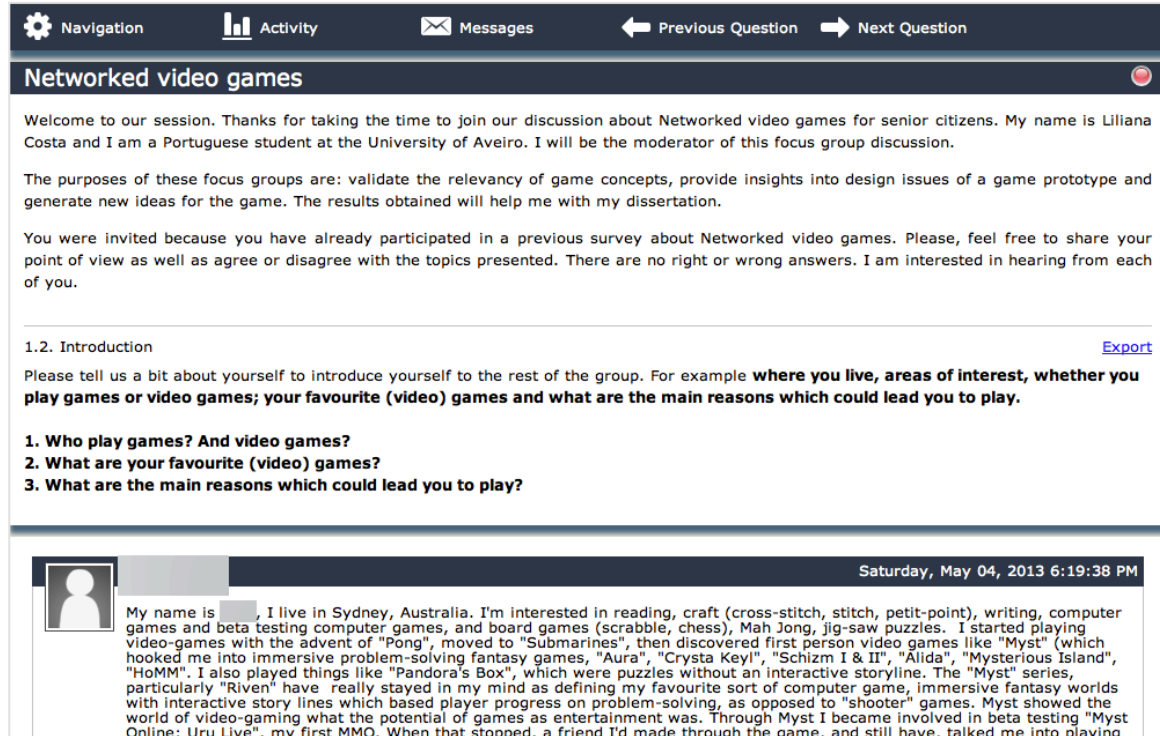 Navigation Activity Messages Previous Question Next Question
Networked video games
Welcome to our session. Thanks for taking the time to join our discussion about Networked video games for senior citizens. My name is Liliana
Costa and I am a Portuguese student at the University of Aveiro. I will be the moderator of this focus group discussion.
The purposes of these focus groups are: validate the relevancy of game concepts, provide insights into design issues of a game prototype and
generate new ideas for the game. The results obtained will help me with my dissertation.
You were invited because you have already participated in a previous survey about Networked video games. Please, feel free to share your
point of view as well as agree or disagree with the topics presented. There are no right or wrong answers. I am interested in hearing from each
of you.
1.2. Introduction Export
Please tell us a bit about yourself to introduce yourself to the rest of the group. For example where you live, areas of interest, whether you
play games or video games; your favourite (video) games and what are the main reasons which could lead you to play.
1. Who play games? And video games?
2. What are your favourite (video) games?
3. What are the main reasons which could lead you to play?
Saturday, May 04, 2013 6:19:38 PM
My name is , I live in Sydney, Australia. I'm interested in reading, craft (cross-stitch, stitch, petit-point), writing, computer
games and beta testing computer games, and board games (scrabble, chess), Mah Jong, jig-saw puzzles. I started playing
video-games with the advent of "Pong", moved to "Submarines", then discovered first person video games like "Myst" (which
hooked me into immersive problem-solving fantasy games, "Aura", "Crysta Keyl", "Schizm I & II", "Alida", "Mysterious Island",
"HoMM". I also played things like "Pandora's Box", which were puzzles without an interactive storyline. The "Myst" series,
particularly "Riven" have really stayed in my mind as defining my favourite sort of computer game, immersive fantasy worlds
with interactive story lines which based player progress on problem-solving, as opposed to "shooter" games. Myst showed the
world of video-gaming what the potential of games as entertainment was. Through Myst I became involved in beta testing "Myst
Online: Uru Live", my first MMO. When that stopped, a friend I'd made through the game, and still have, talked me into playing